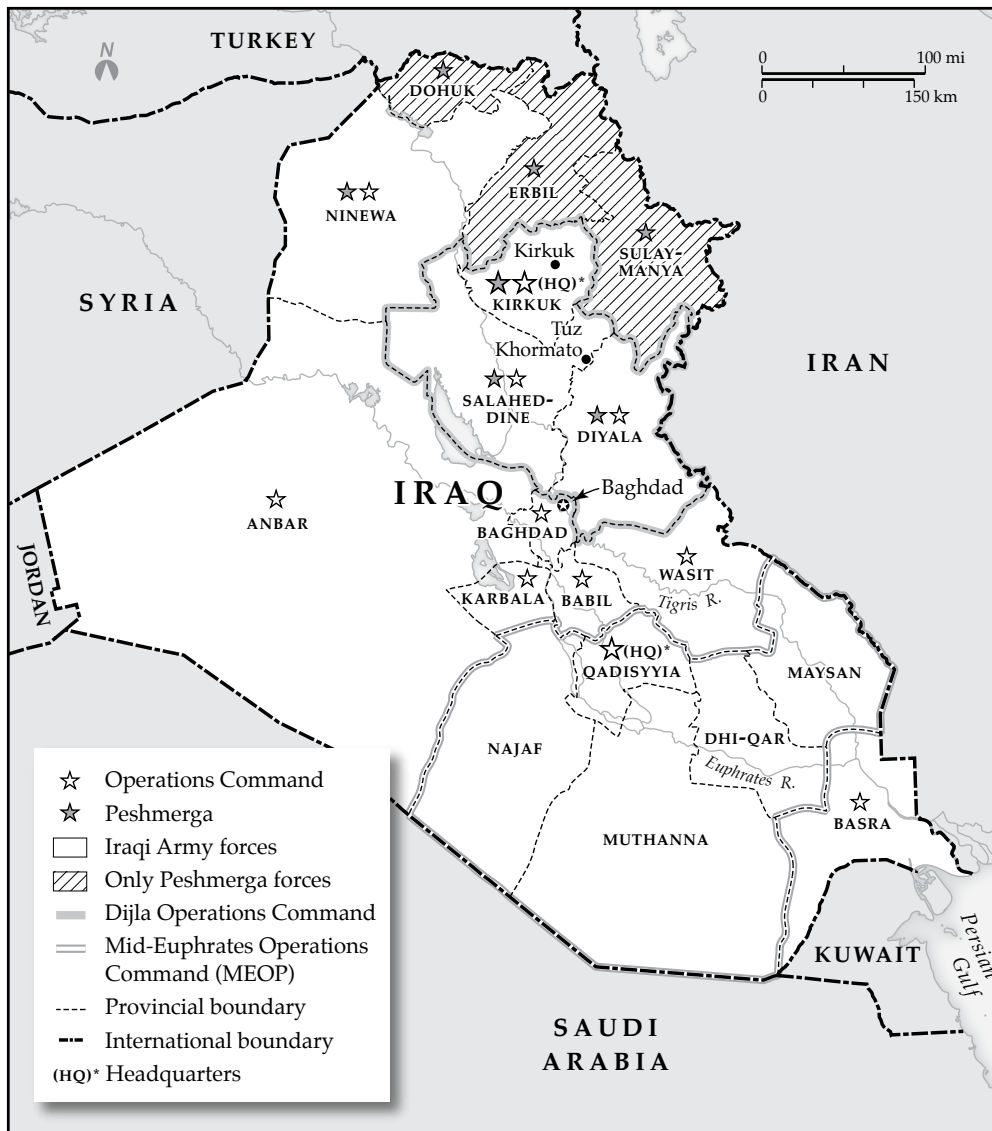 N
TURKEY
0 100 mi
0 150 km
DOHUK
ERBIL
NINEWA
SULAY-
MANYA
Kirkuk
(HQ)*
KIRKUK
SYRIA
Tuz
Khormato
IRAN
SALAHED-
DINE
DIYALA
IRAQ
Baghdad
ANBAR
BAGHDAD
JORDAN
WASIT
KARBALA
BABIL
Tigris R.
(HQ)*
QADISYYIA
MAYSAN
NAJAF
DHI-QAR
Euphrates R.
BASRA
MUTHANNA
KUWAIT
Persian
Gulf
SAUDI
ARABIA
Operations Command
Peshmerga
Iraqi Army forces
Only Peshmerga forces
Dijla Operations Command
Mid-Euphrates Operations
Command (MEOP)
Provincial boundary
International boundary
(HQ)* Headquarters